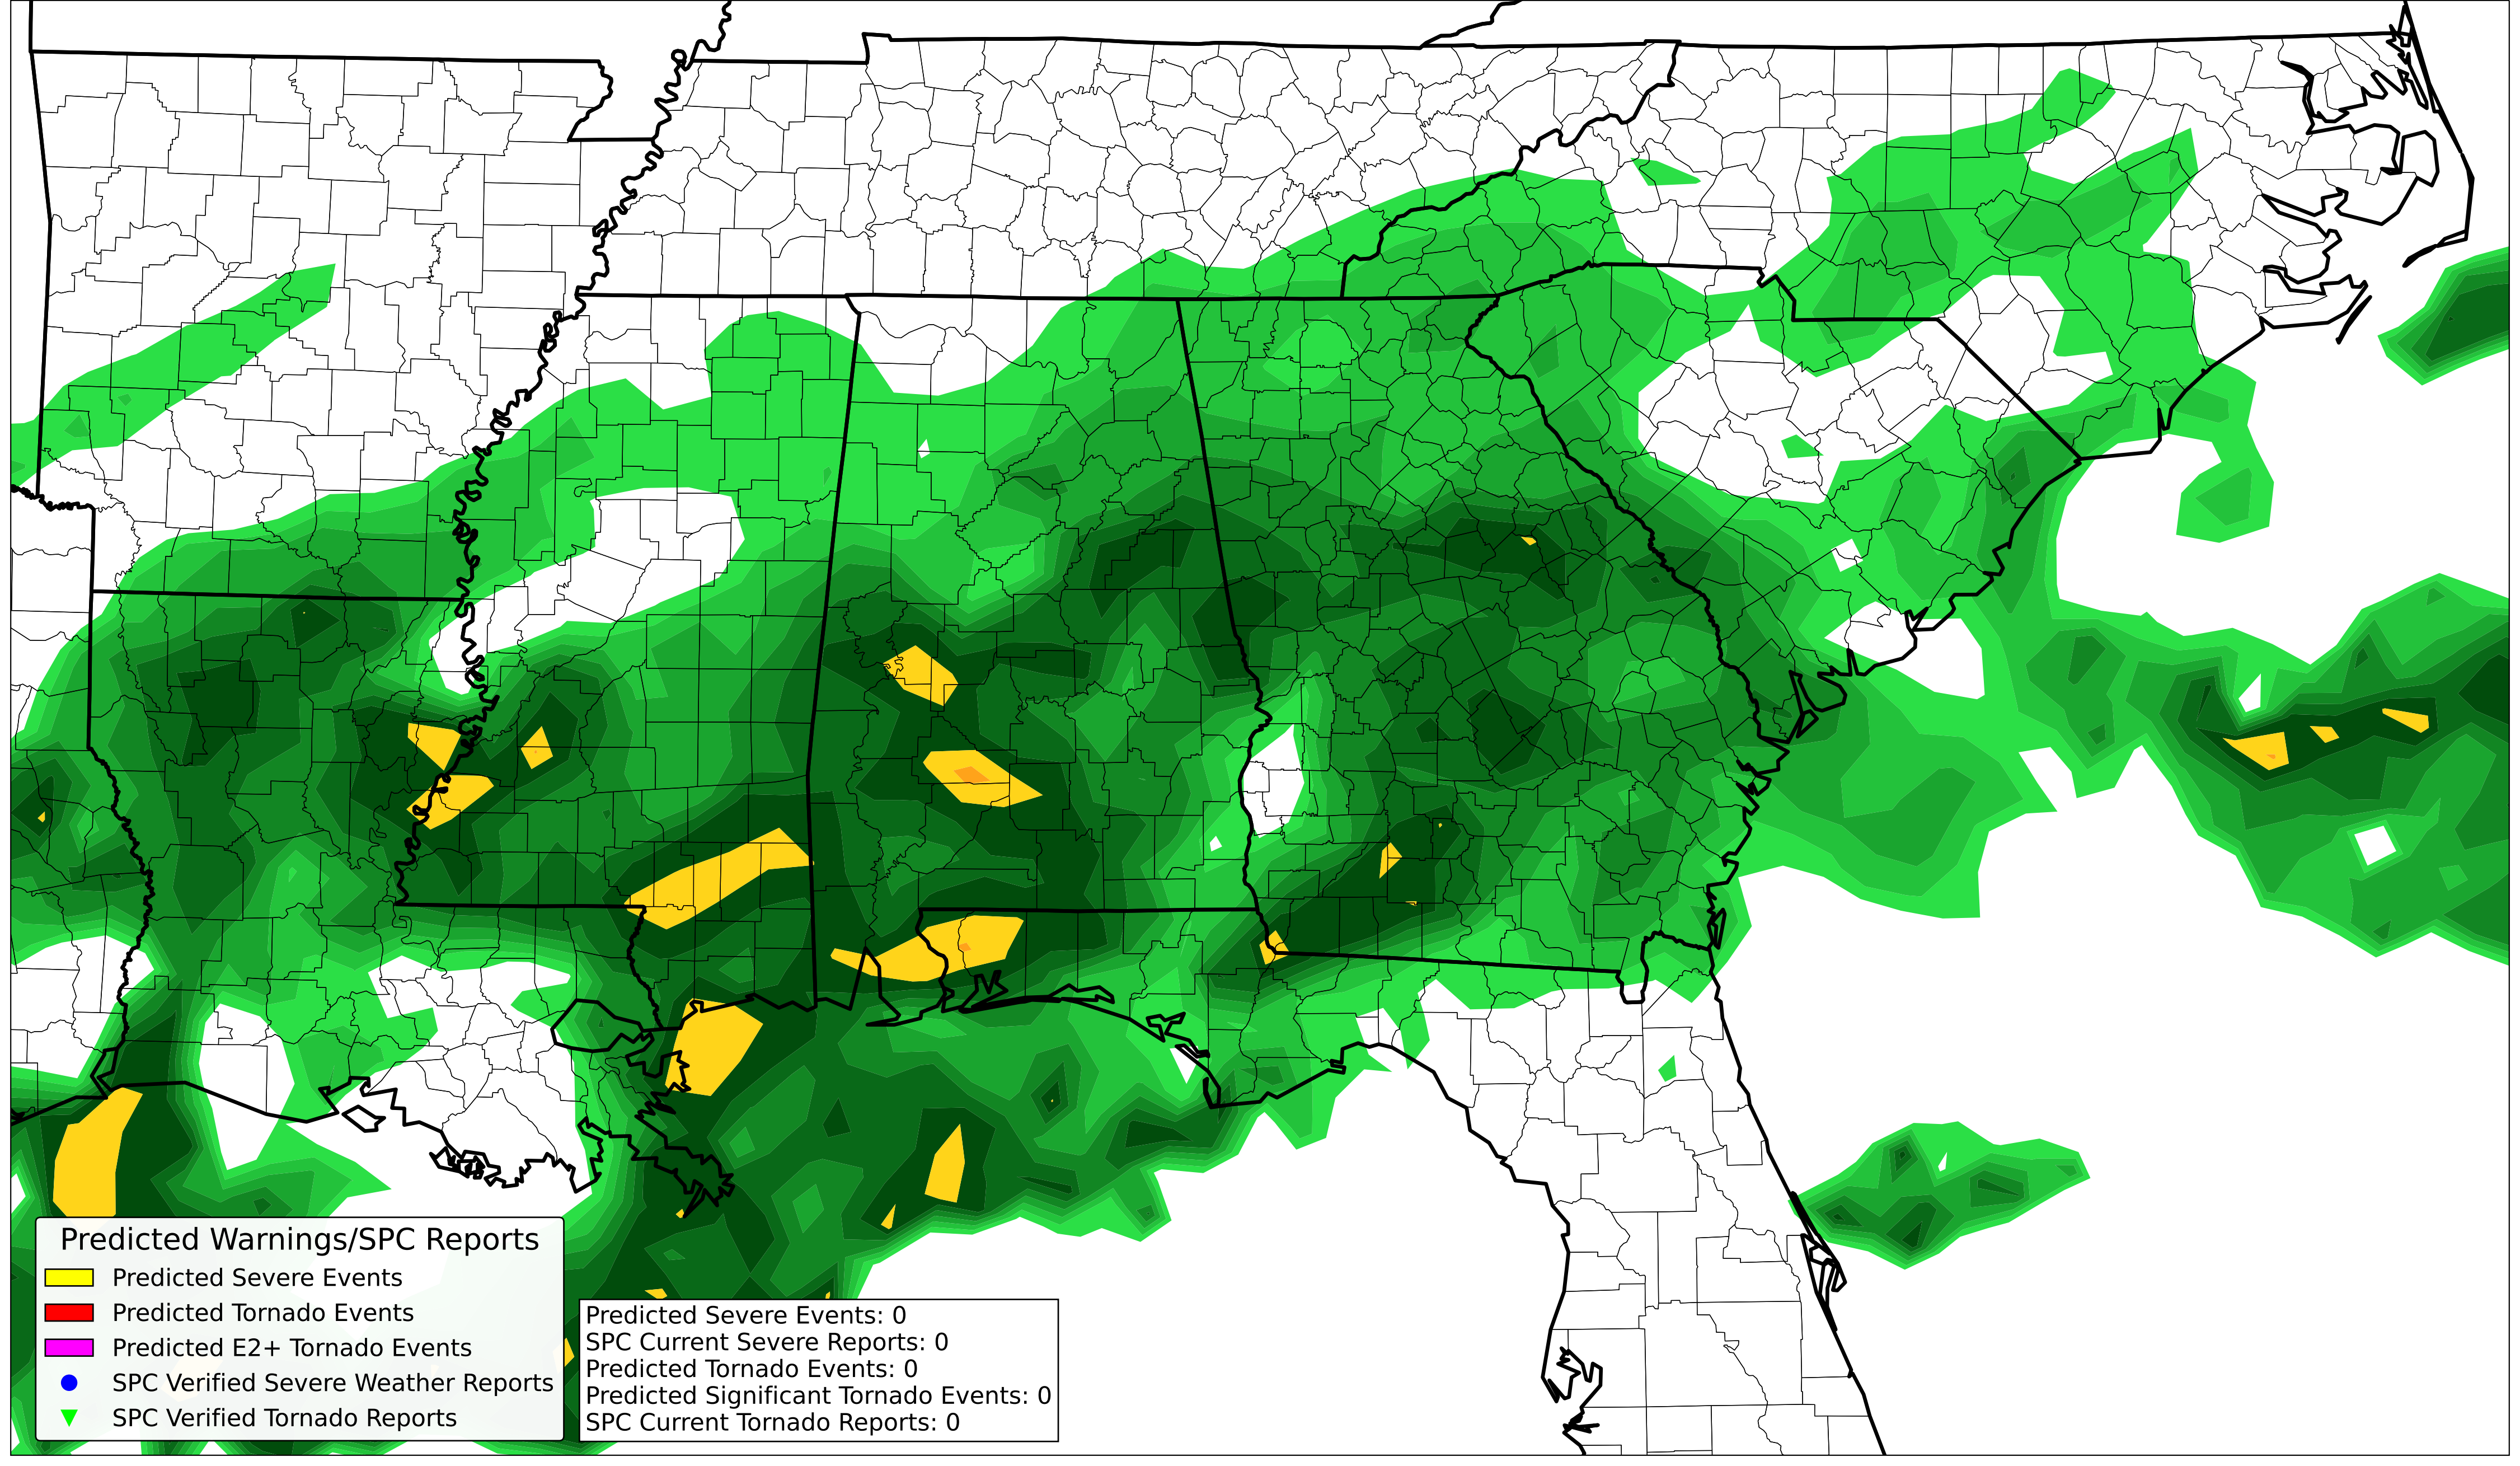 Predicted Warnings/SPC Reports
Predicted Severe Events
Predicted Tornado Events
Predicted E2+ Tornado Events
SPC Verified Severe Weather Reports
SPC Verified Tornado Reports
Predicted Severe Events: 0
SPC Current Severe Reports: 0
Predicted Tornado Events: 0
Predicted Significant Tornado Events: 0
SPC Current Tornado Reports: 0